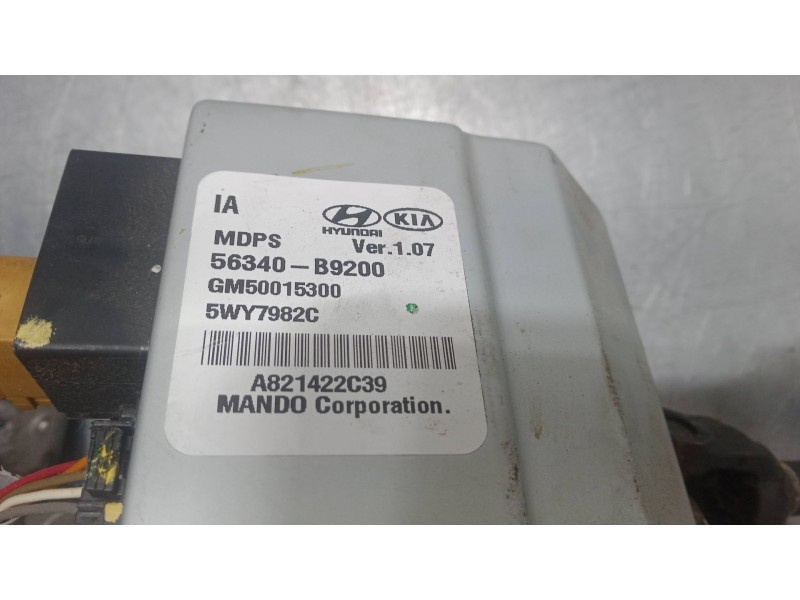 IA
HYUNDAI KIA
MDPS Ver.1.07
56340-B9200
GM50015300
5WY7982C
A821422C39
MANDO Corporation.